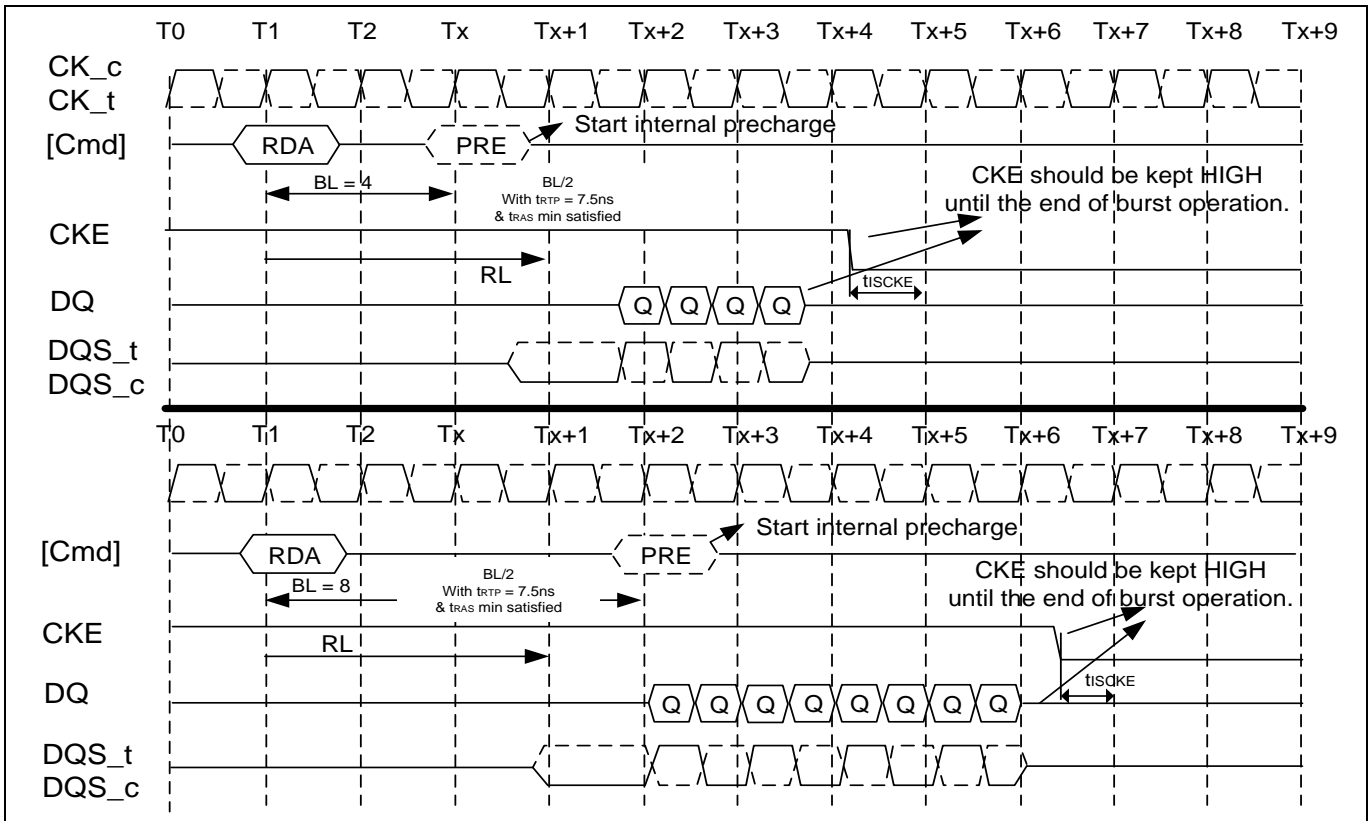 T0 T1 T2 Tx Tx+1 Tx+2 Tx+3 Tx+4 Tx+5 Tx+6 Tx+7 Tx+8 Tx+9
CK_c
CK_t
[Cmd] RDA PRE Start internal precharge
BL = 4
BL/2
With tRTP = 7.5ns
& tRAS min satisfied
CKE should be kept HIGH
until the end of burst operation.
CKE
RL
tISCKE
DQ Q Q Q Q
DQS_t
DQS_c
T0 T1 T2 Tx Tx+1 Tx+2 Tx+3 Tx+4 Tx+5 Tx+6 Tx+7 Tx+8 Tx+9
[Cmd] RDA PRE Start internal precharge
BL = 8
BL/2
With tRTP = 7.5ns
& tRAS min satisfied
CKE should be kept HIGH
until the end of burst operation.
CKE
RL
tISCKE
DQ Q Q Q Q Q Q Q Q
DQS_t
DQS_c